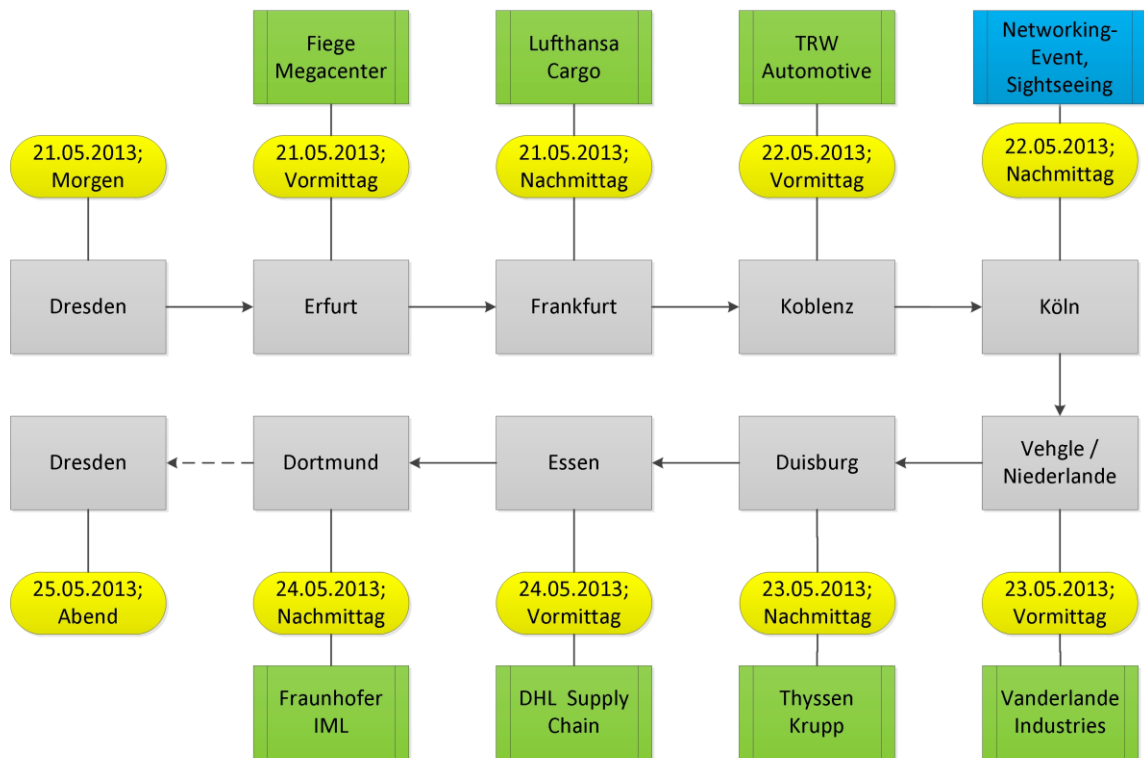 Fiege
Megacenter
Lufthansa
Cargo
TRW
Automotive
Networking-
Event,
Sightseeing
21.05.2013;
Morgen
21.05.2013;
Vormittag
21.05.2013;
Nachmittag
22.05.2013;
Vormittag
22.05.2013;
Nachmittag
Dresden
Erfurt
Frankfurt
Koblenz
Köln
Dresden
Dortmund
Essen
Duisburg
Vehgle /
Niederlande
25.05.2013;
Abend
24.05.2013;
Nachmittag
24.05.2013;
Vormittag
23.05.2013;
Nachmittag
23.05.2013;
Vormittag
Fraunhofer
IML
DHL Supply
Chain
Thyssen
Krupp
Vanderlande
Industries